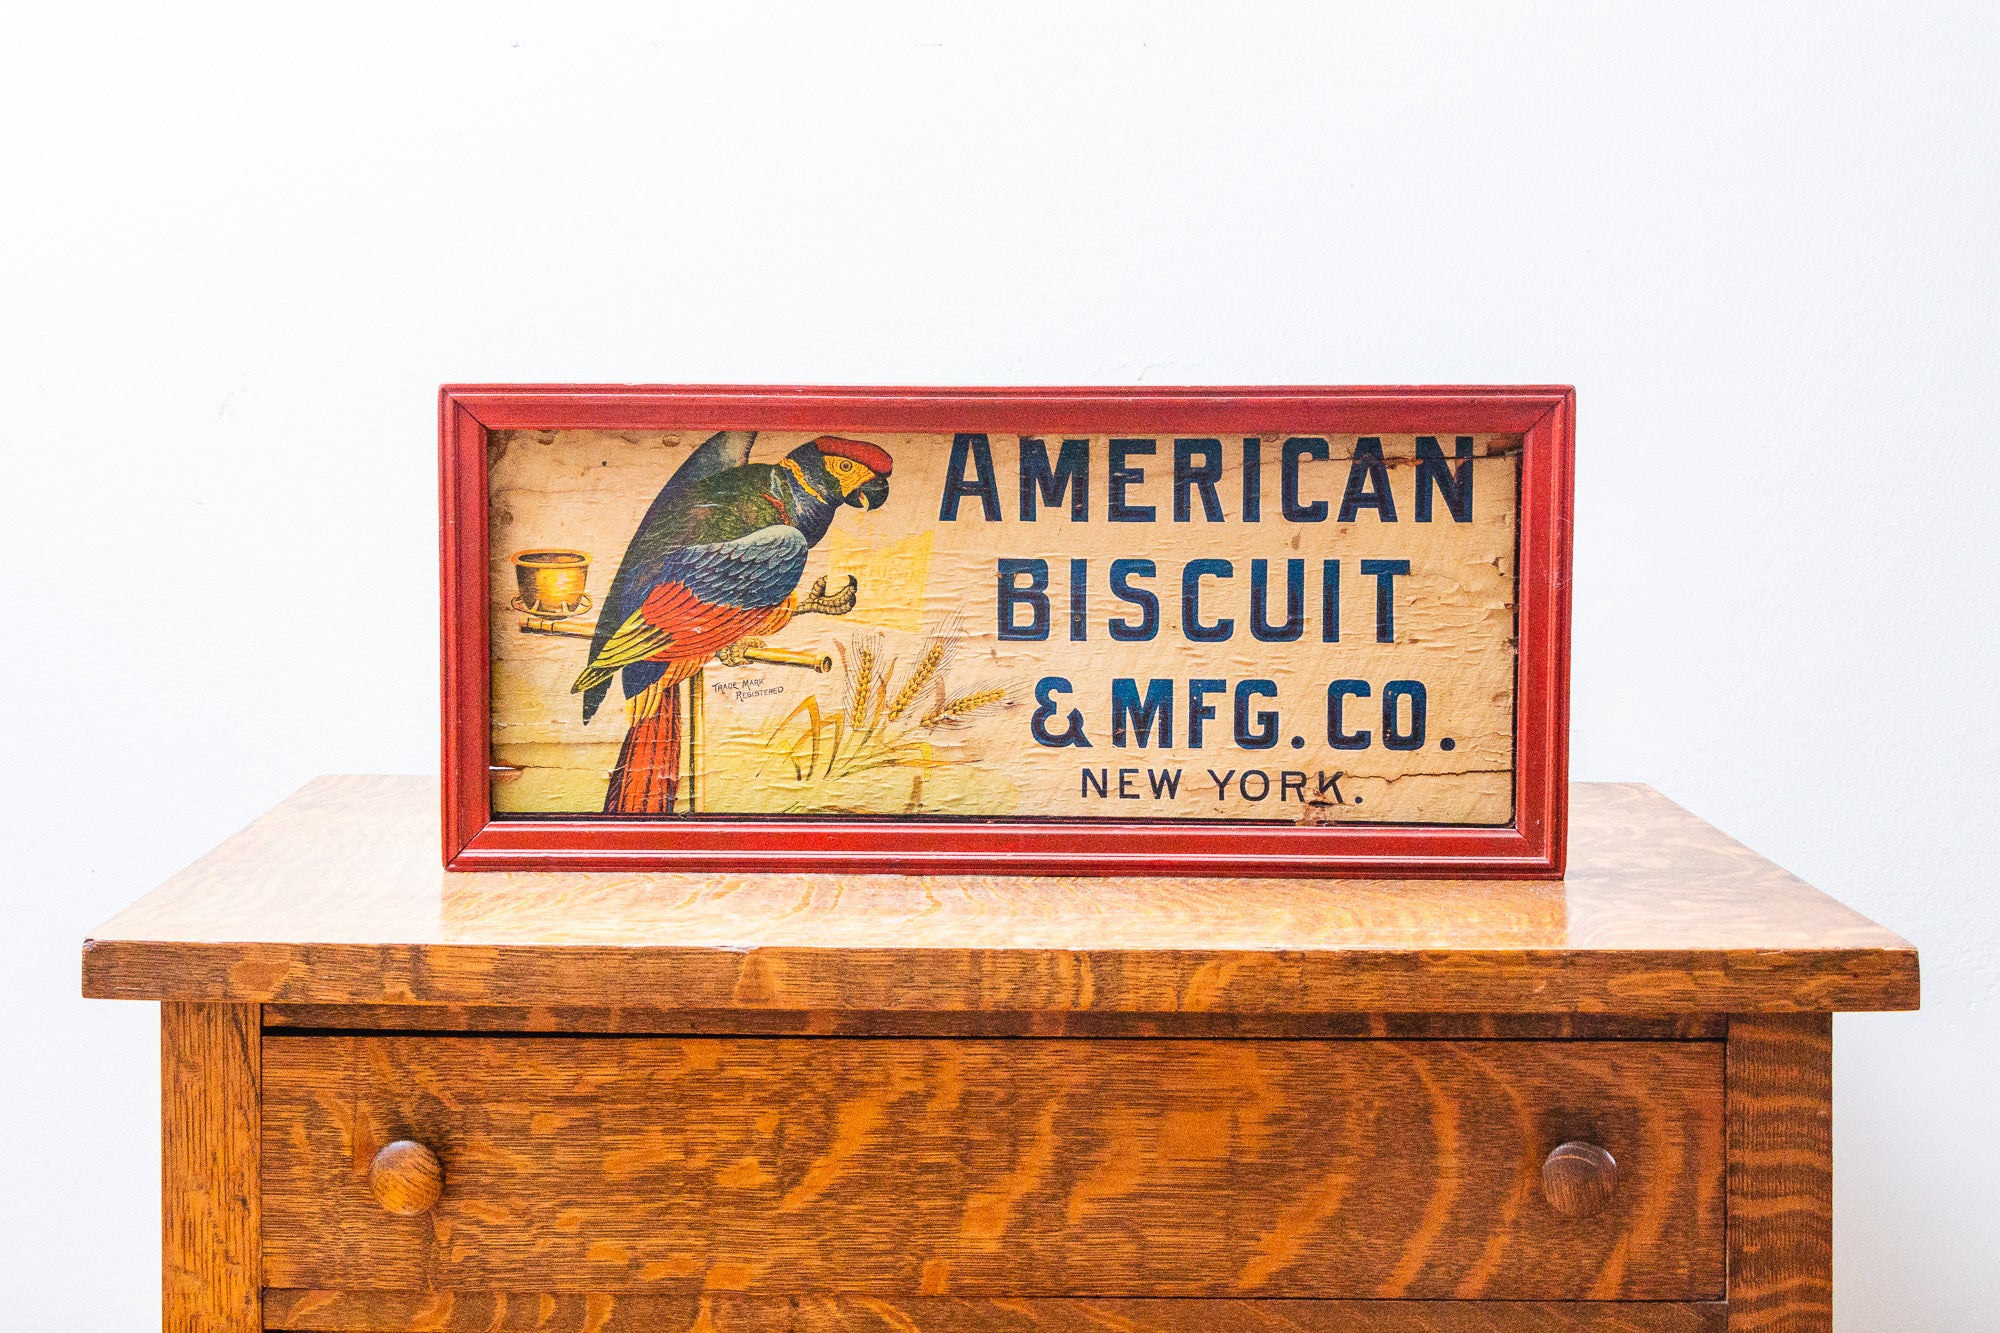 AMERICAN
BISCUIT
& MFG. CO.
NEW YORK.
TRADE MARK
REGISTERED